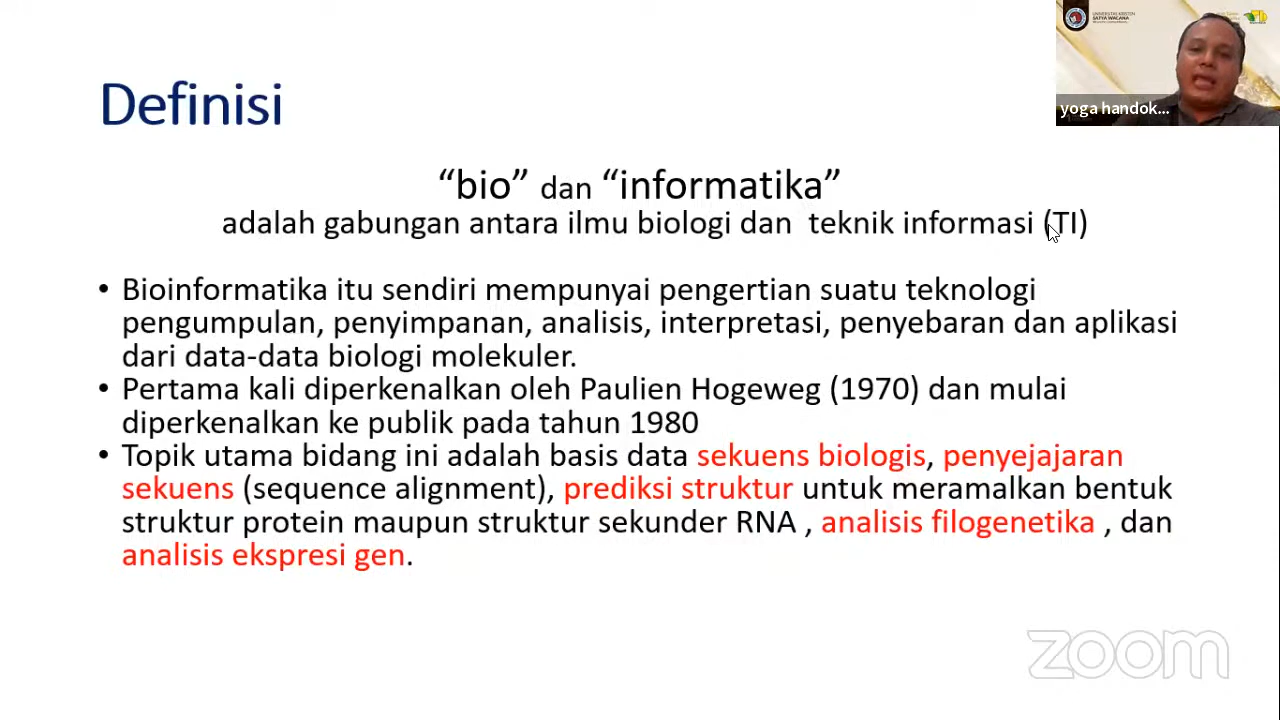 UNIVERSITAS KRISTEN
SATYA WACANA
yoga handok...
Definisi
“bio” dan “informatika”
adalah gabungan antara ilmu biologi dan teknik informasi (TI)
• Bioinformatika itu sendiri mempunyai pengertian suatu teknologi
pengumpulan, penyimpanan, analisis, interpretasi, penyebaran dan aplikasi
dari data-data biologi molekuler.
• Pertama kali diperkenalkan oleh Paulien Hogeweg (1970) dan mulai
diperkenalkan ke publik pada tahun 1980
• Topik utama bidang ini adalah basis data sekuens biologis, penyejajaran
sekuens (sequence alignment), prediksi struktur untuk meramalkan bentuk
struktur protein maupun struktur sekunder RNA , analisis filogenetika , dan
analisis ekspresi gen.
zoom